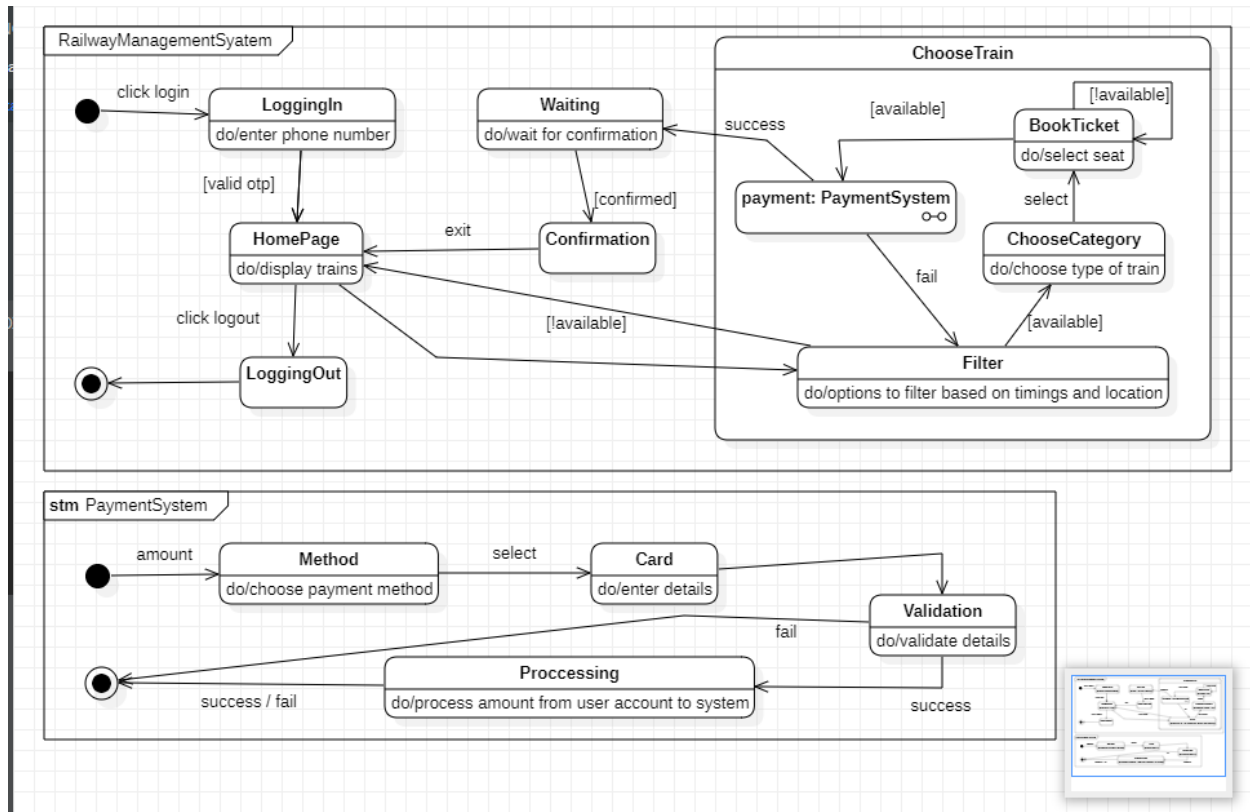 RailwayManagementSyatem
ChooseTrain
click login
LoggingIn
do/enter phone number
Waiting
do/wait for confirmation
success
[available]
[!available]
BookTicket
do/select seat
[valid otp]
[confirmed]
payment: PaymentSystem
select
HomePage
do/display trains
exit
Confirmation
ChooseCategory
do/choose type of train
fail
click logout
[!available]
[available]
LoggingOut
Filter
do/options to filter based on timings and location
stm PaymentSystem
amount
Method
do/choose payment method
select
Card
do/enter details
Validation
do/validate details
fail
Proccessing
do/process amount from user account to system
success / fail
success